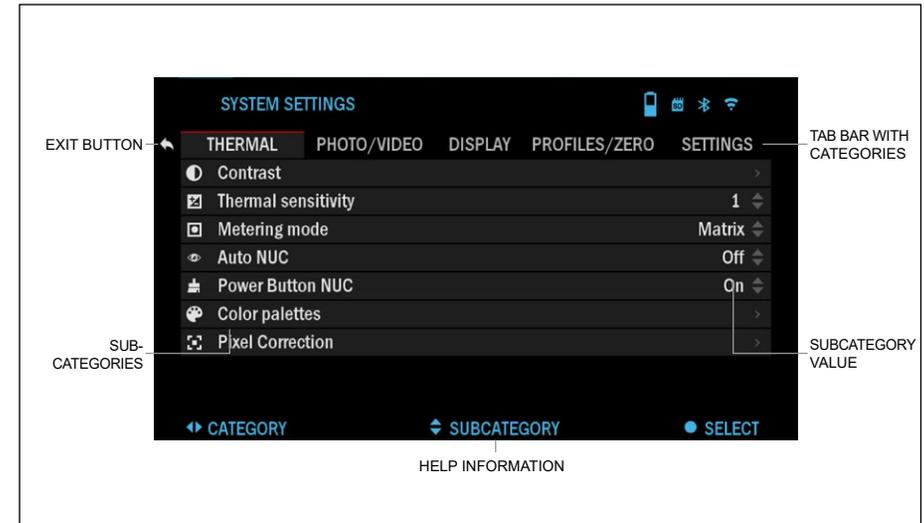 SYSTEM SETTINGS
SD
EXIT BUTTON
THERMAL PHOTO/VIDEO DISPLAY PROFILES/ZERO SETTINGS
TAB BAR WITH
CATEGORIES
Contrast
Thermal sensitivity 1
Metering mode Matrix
Auto NUC Off
Power Button NUC On
Color palettes
Pixel Correction
SUB-
CATEGORIES
SUBCATEGORY
VALUE
CATEGORY SUBCATEGORY SELECT
HELP INFORMATION